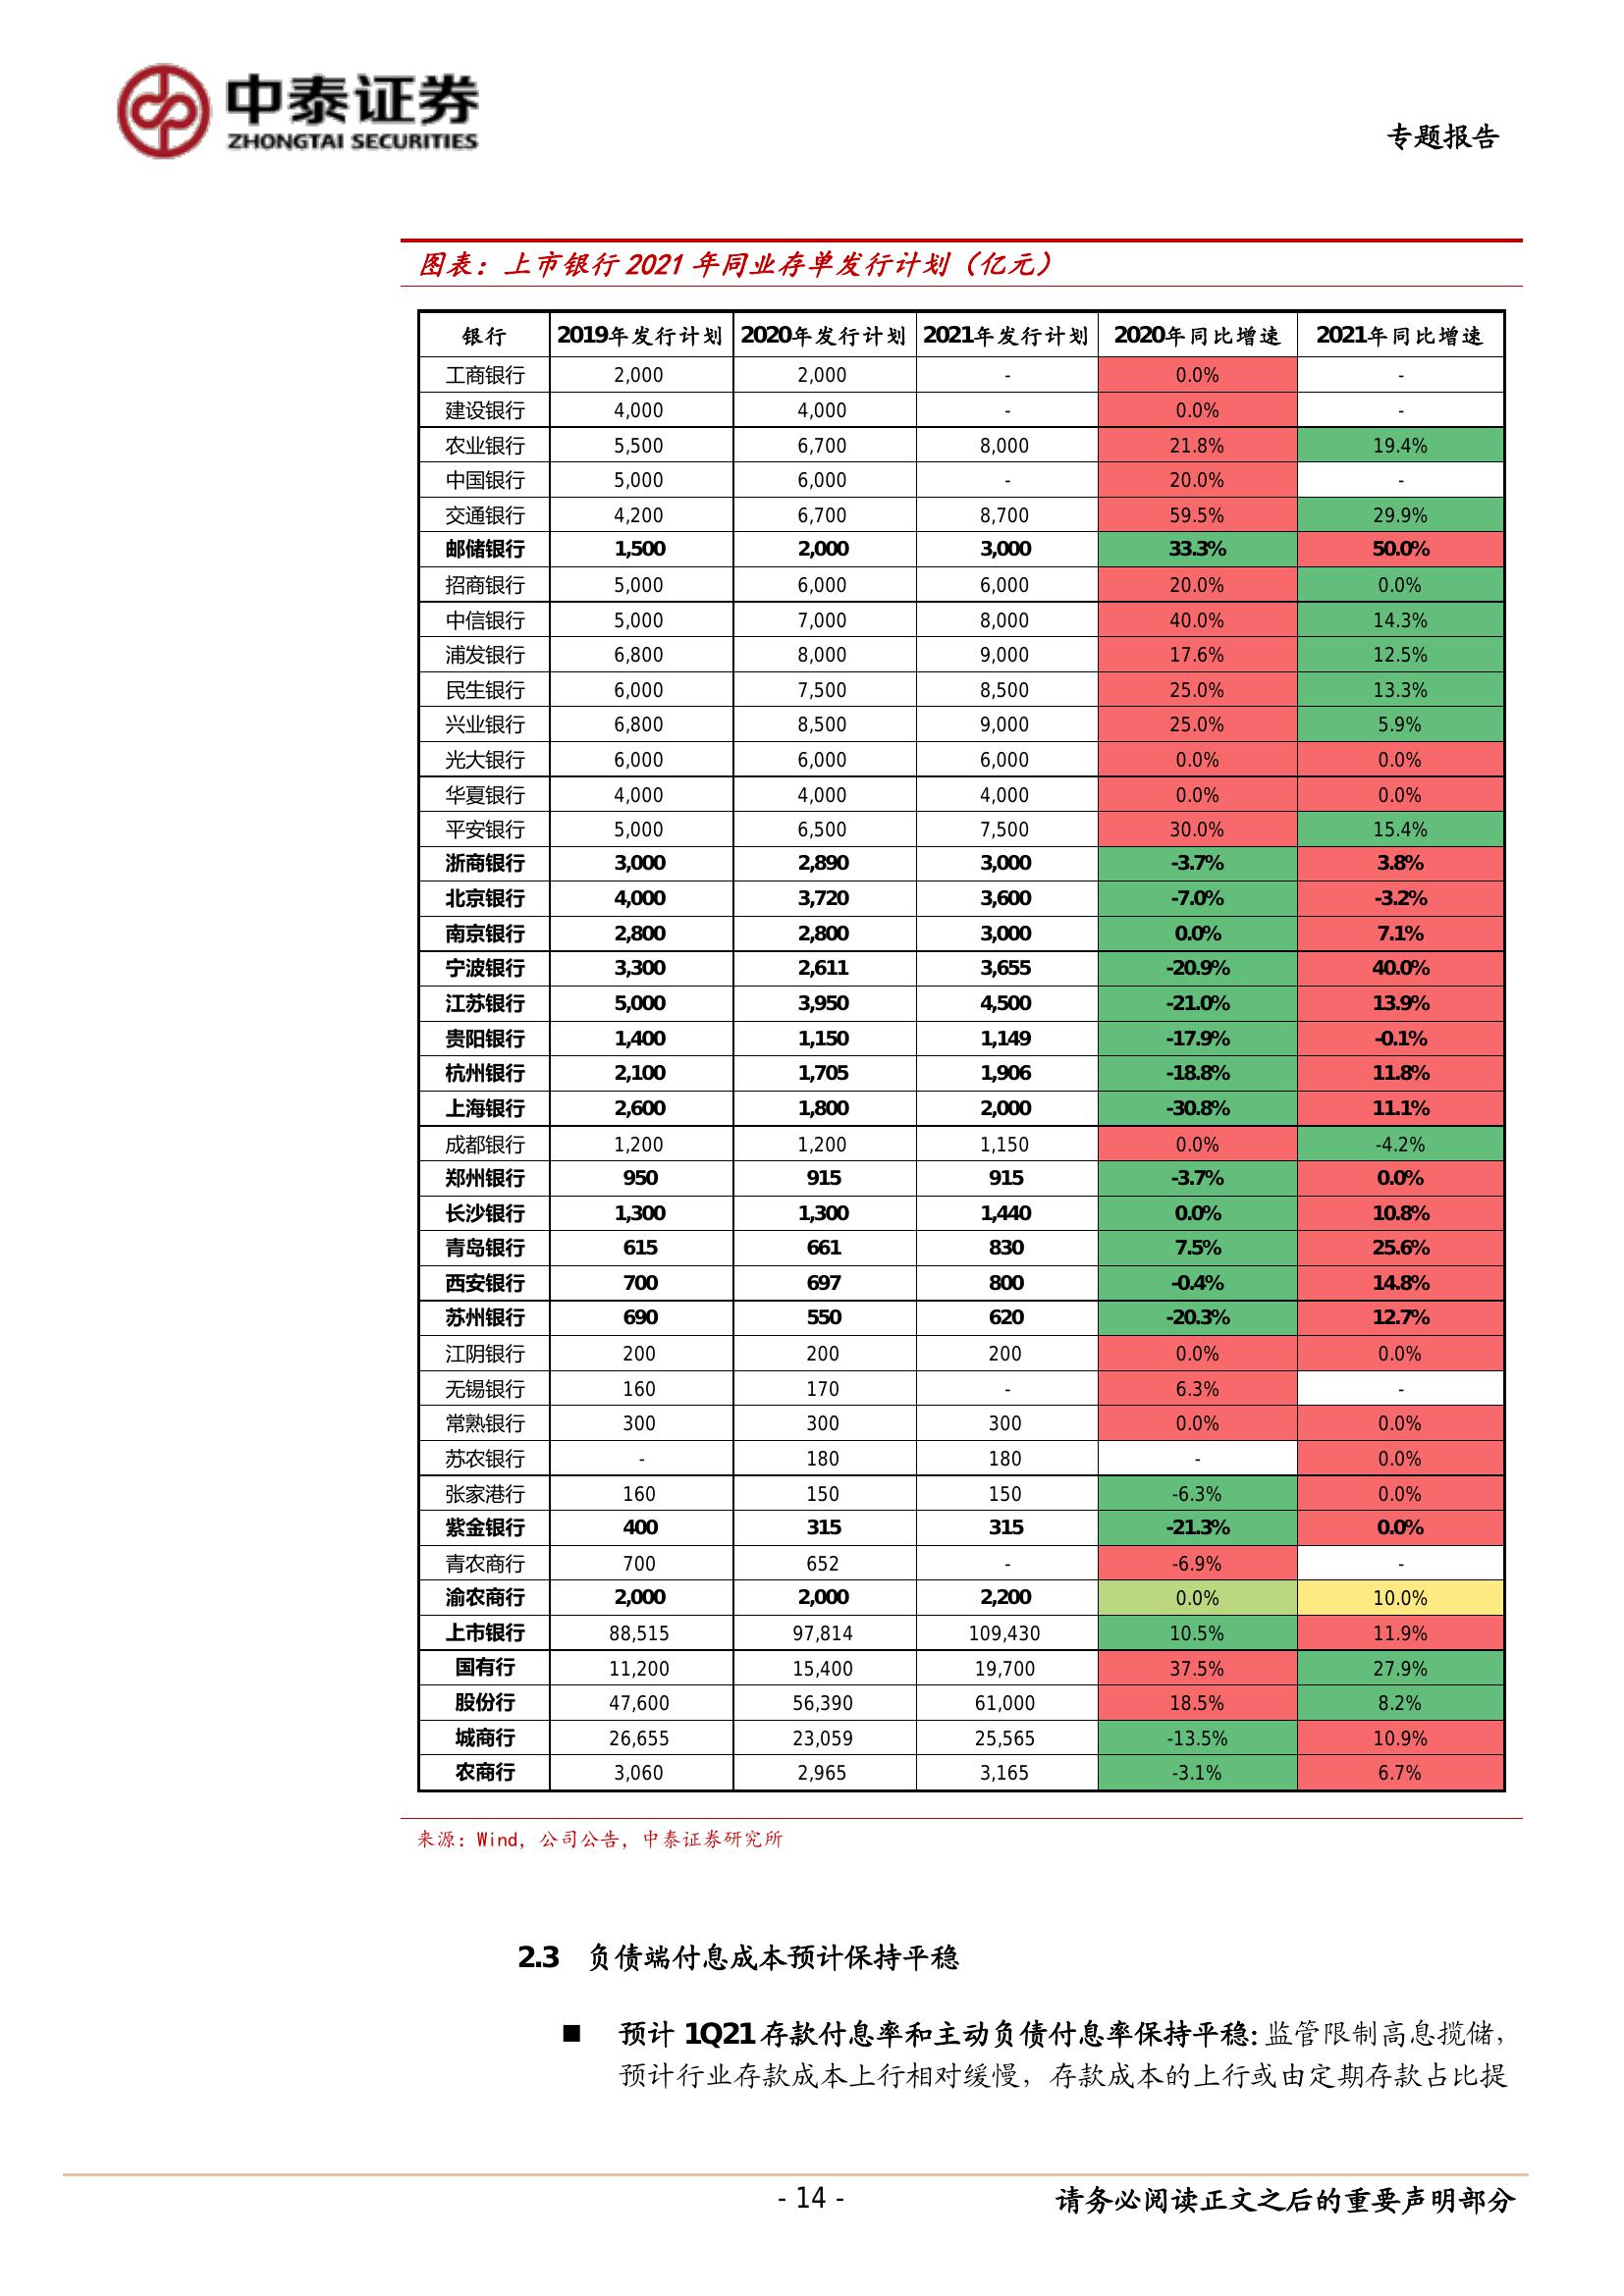 中泰证券
ZHONGTAI SECURITIES
专题报告
图表：上市银行 2021 年同业存单发行计划（亿元）
银行 2019年发行计划 2020年发行计划 2021年发行计划 2020年同比增速 2021年同比增速
工商银行 2,000 2,000 - 0.0% -
建设银行 4,000 4,000 - 0.0% -
农业银行 5,500 6,700 8,000 21.8% 19.4%
中国银行 5,000 6,000 - 20.0% -
交通银行 4,200 6,700 8,700 59.5% 29.9%
邮储银行 1,500 2,000 3,000 33.3% 50.0%
招商银行 5,000 6,000 6,000 20.0% 0.0%
中信银行 5,000 7,000 8,000 40.0% 14.3%
浦发银行 6,800 8,000 9,000 17.6% 12.5%
民生银行 6,000 7,500 8,500 25.0% 13.3%
兴业银行 6,800 8,500 9,000 25.0% 5.9%
光大银行 6,000 6,000 6,000 0.0% 0.0%
华夏银行 4,000 4,000 4,000 0.0% 0.0%
平安银行 5,000 6,500 7,500 30.0% 15.4%
浙商银行 3,000 2,890 3,000 -3.7% 3.8%
北京银行 4,000 3,720 3,600 -7.0% -3.2%
南京银行 2,800 2,800 3,000 0.0% 7.1%
宁波银行 3,300 2,611 3,655 -20.9% 40.0%
江苏银行 5,000 3,950 4,500 -21.0% 13.9%
贵阳银行 1,400 1,150 1,149 -17.9% -0.1%
杭州银行 2,100 1,705 1,906 -18.8% 11.8%
上海银行 2,600 1,800 2,000 -30.8% 11.1%
成都银行 1,200 1,200 1,150 0.0% -4.2%
郑州银行 950 915 915 -3.7% 0.0%
长沙银行 1,300 1,300 1,440 0.0% 10.8%
青岛银行 615 661 830 7.5% 25.6%
西安银行 700 697 800 -0.4% 14.8%
苏州银行 690 550 620 -20.3% 12.7%
江阴银行 200 200 200 0.0% 0.0%
无锡银行 160 170 - 6.3% -
常熟银行 300 300 300 0.0% 0.0%
苏农银行 - 180 180 - 0.0%
张家港行 160 150 150 -6.3% 0.0%
紫金银行 400 315 315 -21.3% 0.0%
青农商行 700 652 - -6.9% -
渝农商行 2,000 2,000 2,200 0.0% 10.0%
上市银行 88,515 97,814 109,430 10.5% 11.9%
国有行 11,200 15,400 19,700 37.5% 27.9%
股份行 47,600 56,390 61,000 18.5% 8.2%
城商行 26,655 23,059 25,565 -13.5% 10.9%
农商行 3,060 2,965 3,165 -3.1% 6.7%
来源：Wind，公司公告，中泰证券研究所
2.3 负债端付息成本预计保持平稳
■ 预计 1Q21 存款付息率和主动负债付息率保持平稳：监管限制高息揽储，
预计行业存款成本上行相对缓慢，存款成本的上行或由定期存款占比提
- 14 -
请务必阅读正文之后的重要声明部分